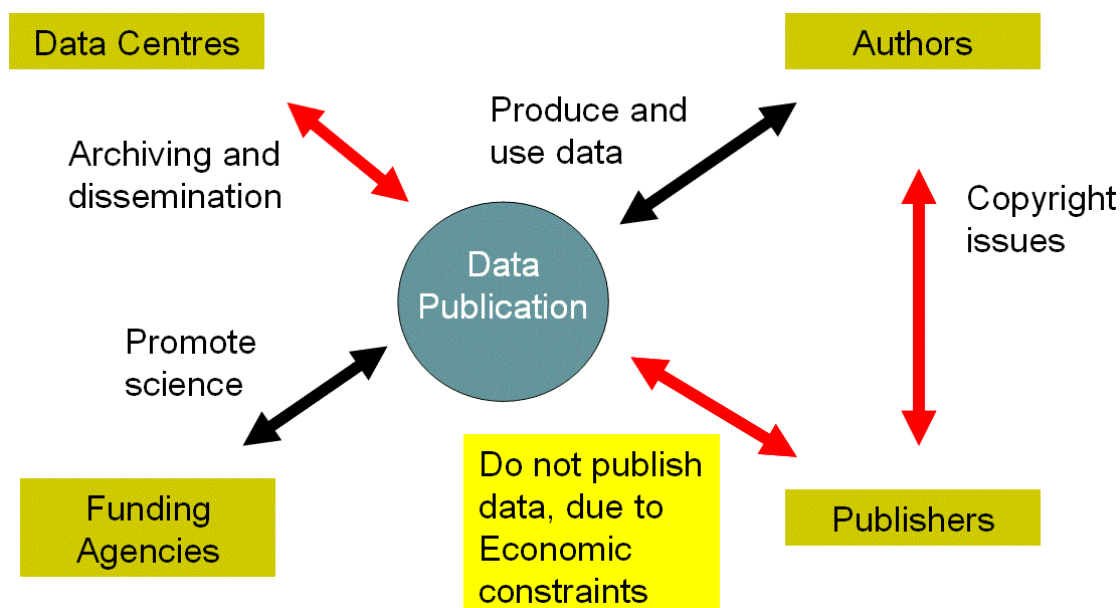 Data Centres
Authors
Produce and
use data
Archiving and
dissemination
Copyright
issues
Data
Publication
Promote
science
Do not publish
data, due to
Economic
constraints
Funding
Agencies
Publishers